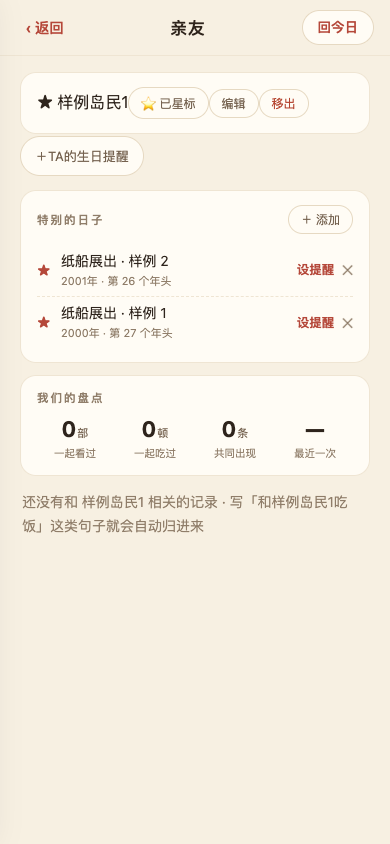 ‹ 返回
亲友
回今日
★ 样例岛民1
⭐ 已星标
编辑
移出
＋TA的生日提醒
特别的日子
＋ 添加
★ 纸船展出 · 样例 2
2001年 · 第 26 个年头
设提醒 ×
★ 纸船展出 · 样例 1
2000年 · 第 27 个年头
设提醒 ×
我们的盘点
0部
一起看过
0顿
一起吃过
0条
共同出现
—
最近一次
还没有和 样例岛民1 相关的记录 · 写「和样例岛民1吃
饭」这类句子就会自动归进来